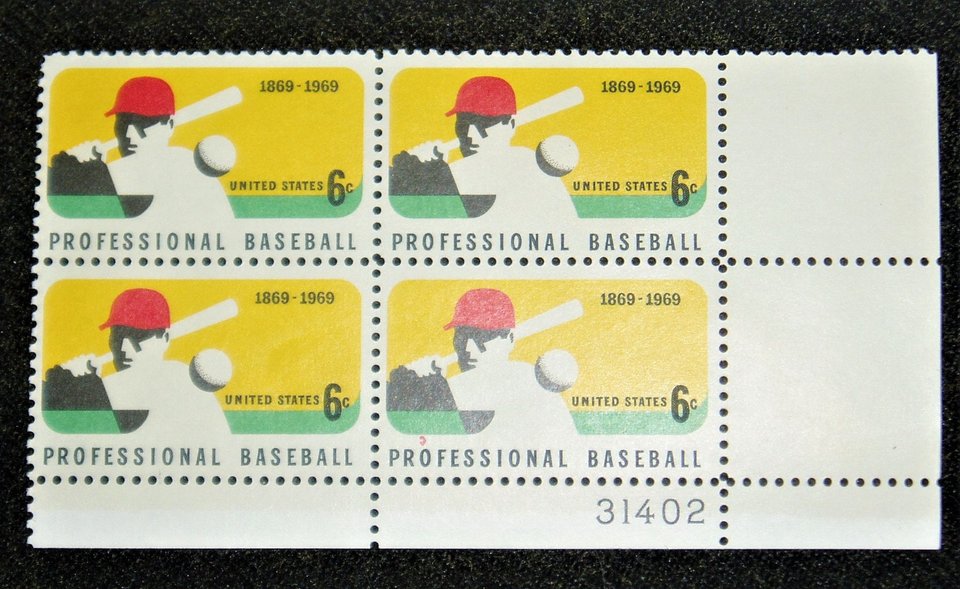 1869-1969
UNITED STATES 6c
PROFESSIONAL BASEBALL
1869-1969
UNITED STATES 6c
PROFESSIONAL BASEBALL
1869-1969
UNITED STATES 6c
PROFESSIONAL BASEBALL
1869-1969
UNITED STATES 6c
PROFESSIONAL BASEBALL
31402